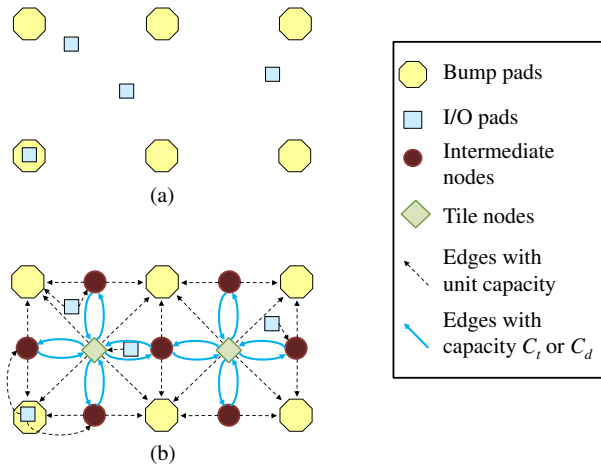 (a)
(b)
Bump pads
I/O pads
Intermediate
nodes
Tile nodes
Edges with
unit capacity
Edges with
capacity C_t or C_d